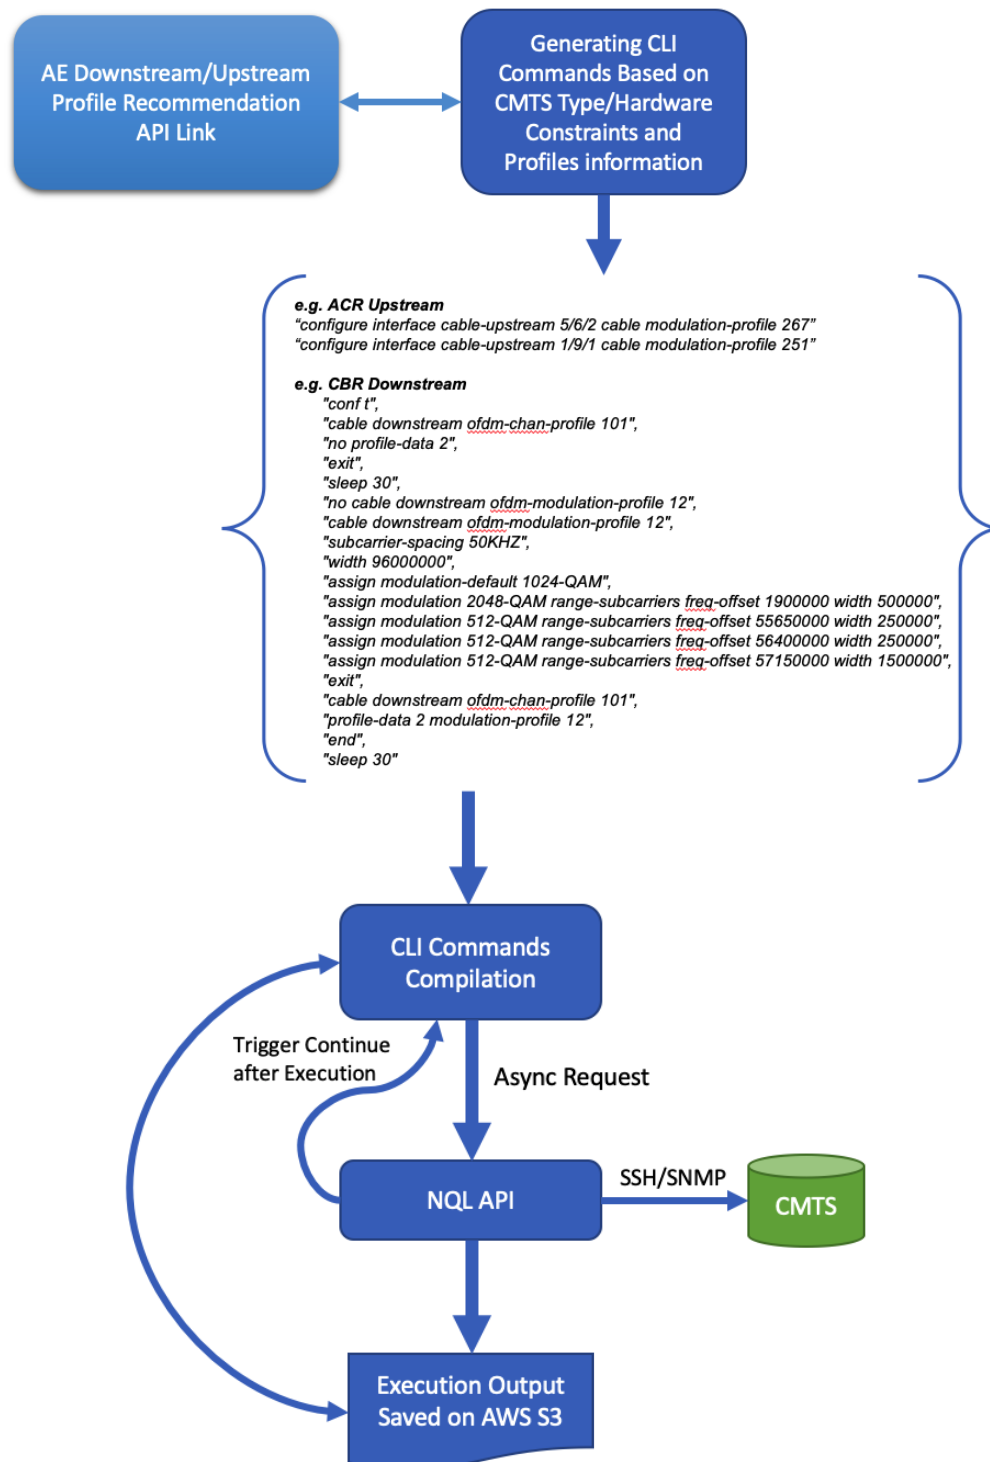 AE Downstream/Upstream
Profile Recommendation
API Link
Generating CLI
Commands Based on
CMTS Type/Hardware
Constraints and
Profiles information
e.g. ACR Upstream
“configure interface cable-upstream 5/6/2 cable modulation-profile 267”
“configure interface cable-upstream 1/9/1 cable modulation-profile 251”
e.g. CBR Downstream
"conf t",
"cable downstream ofdm-chan-profile 101",
"no profile-data 2",
"exit",
"sleep 30",
"no cable downstream ofdm-modulation-profile 12",
"cable downstream ofdm-modulation-profile 12",
"subcarrier-spacing 50KHZ",
"width 96000000",
"assign modulation-default 1024-QAM",
"assign modulation 2048-QAM range-subcarriers freq-offset 1900000 width 500000",
"assign modulation 512-QAM range-subcarriers freq-offset 55650000 width 250000",
"assign modulation 512-QAM range-subcarriers freq-offset 56400000 width 250000",
"assign modulation 512-QAM range-subcarriers freq-offset 57150000 width 1500000",
"exit",
"cable downstream ofdm-chan-profile 101",
"profile-data 2 modulation-profile 12",
"end",
"sleep 30"
CLI Commands
Compilation
Trigger Continue
after Execution
Async Request
NQL API
SSH/SNMP
CMTS
Execution Output
Saved on AWS S3